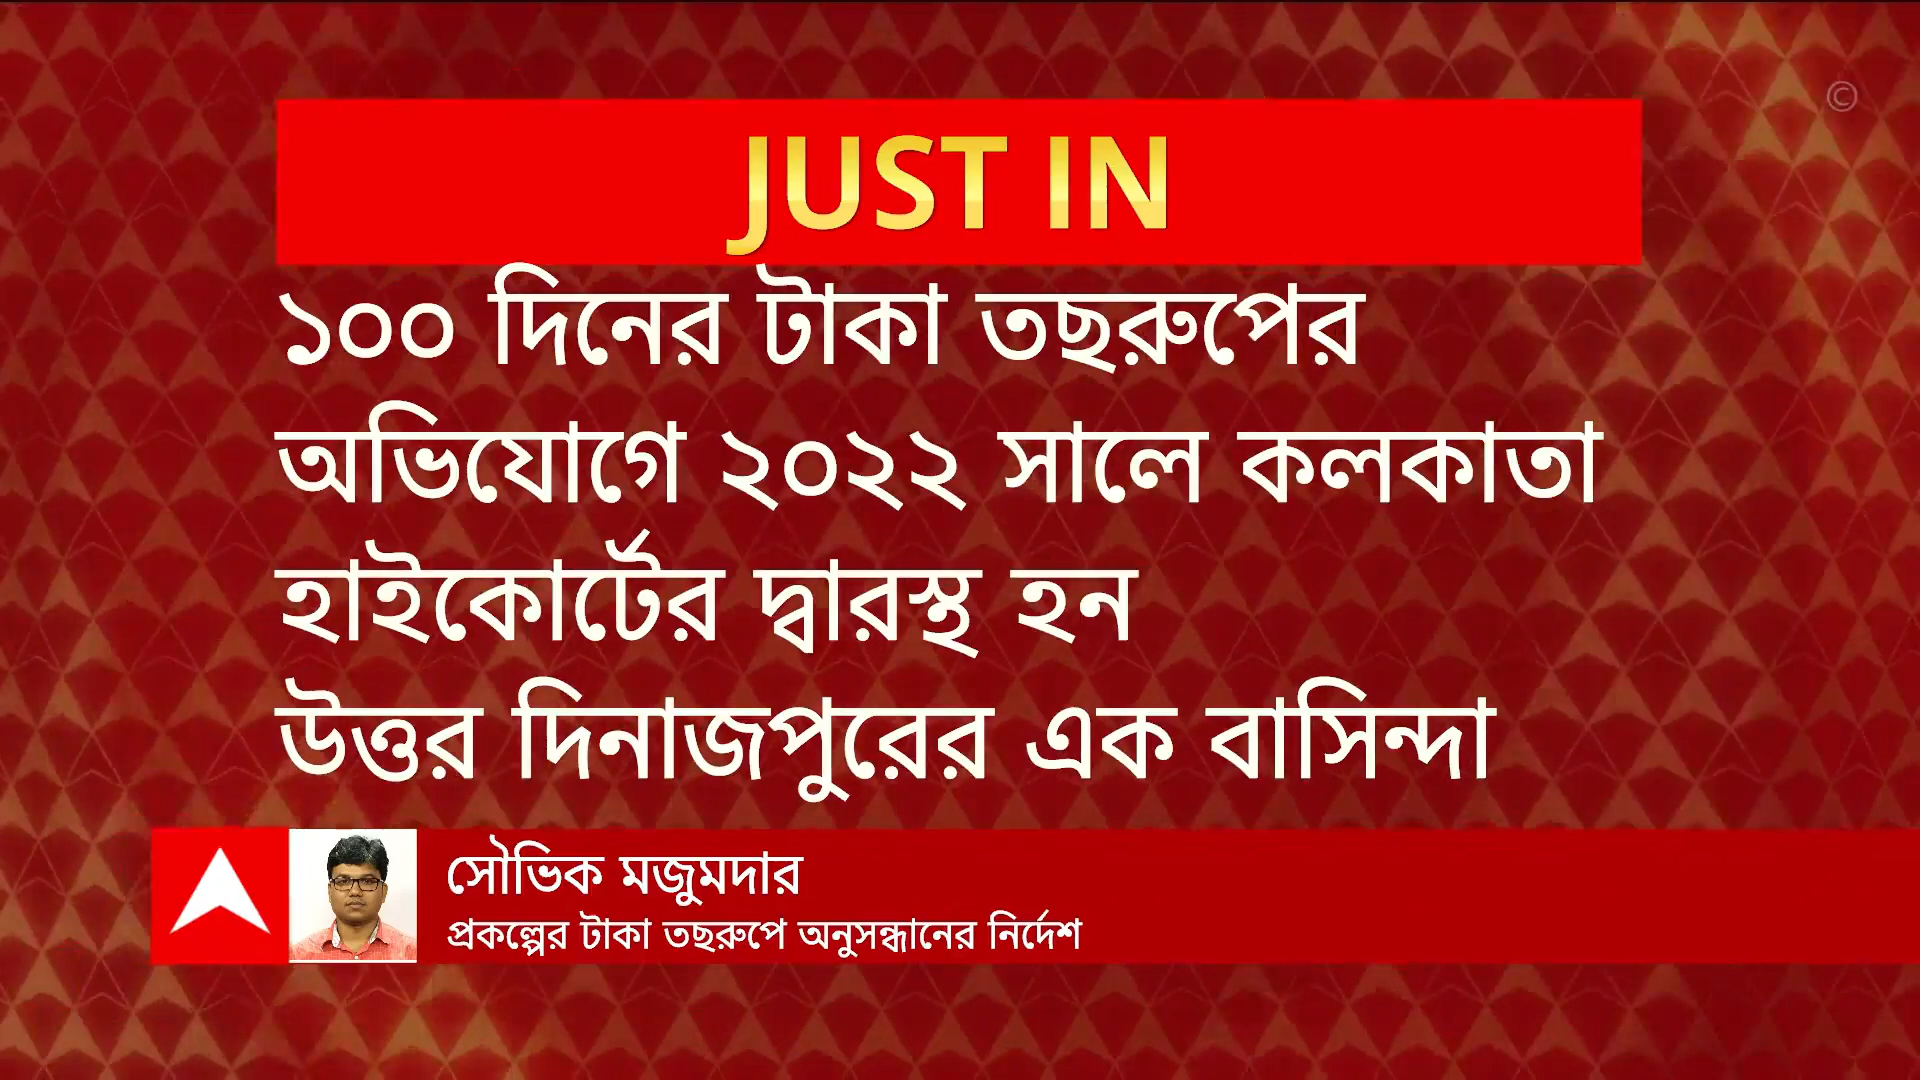 ©
JUST IN
১০০ দিনের টাকা তছরুপের
অভিযোগে ২০২২ সালে কলকাতা
হাইকোর্টের দ্বারস্থ হন
উত্তর দিনাজপুরের এক বাসিন্দা
সৌভিক মজুমদার
প্রকল্পের টাকা তছরুপে অনুসন্ধানের নির্দেশ